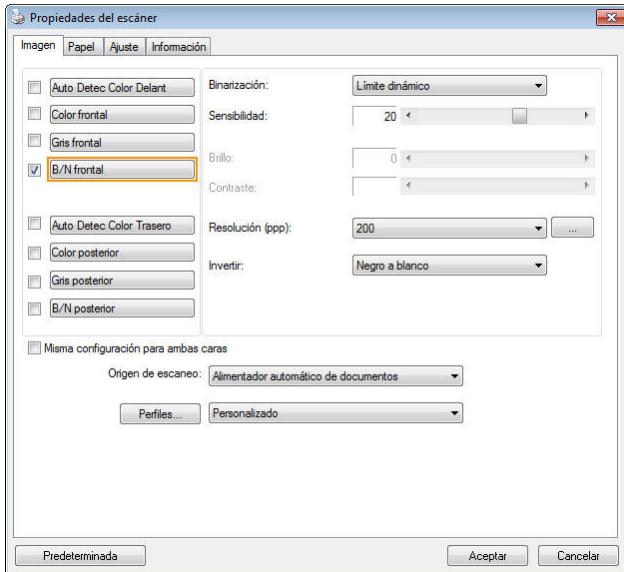 Propiedades del escáner
Imagen Papel Ajuste Información
Auto Detec Color Delant
Color frontal
Gris frontal
B/N frontal
Auto Detec Color Trasero
Color posterior
Gris posterior
B/N posterior
Binarización: Límite dinámico
Sensibilidad: 20
Brillo: 0
Contraste:
Resolución (ppp): 200 ...
Invertir: Negro a blanco
Misma configuración para ambas caras
Origen de escaneo: Alimentador automático de documentos
Perfiles... Personalizado
Predeterminada Aceptar Cancelar